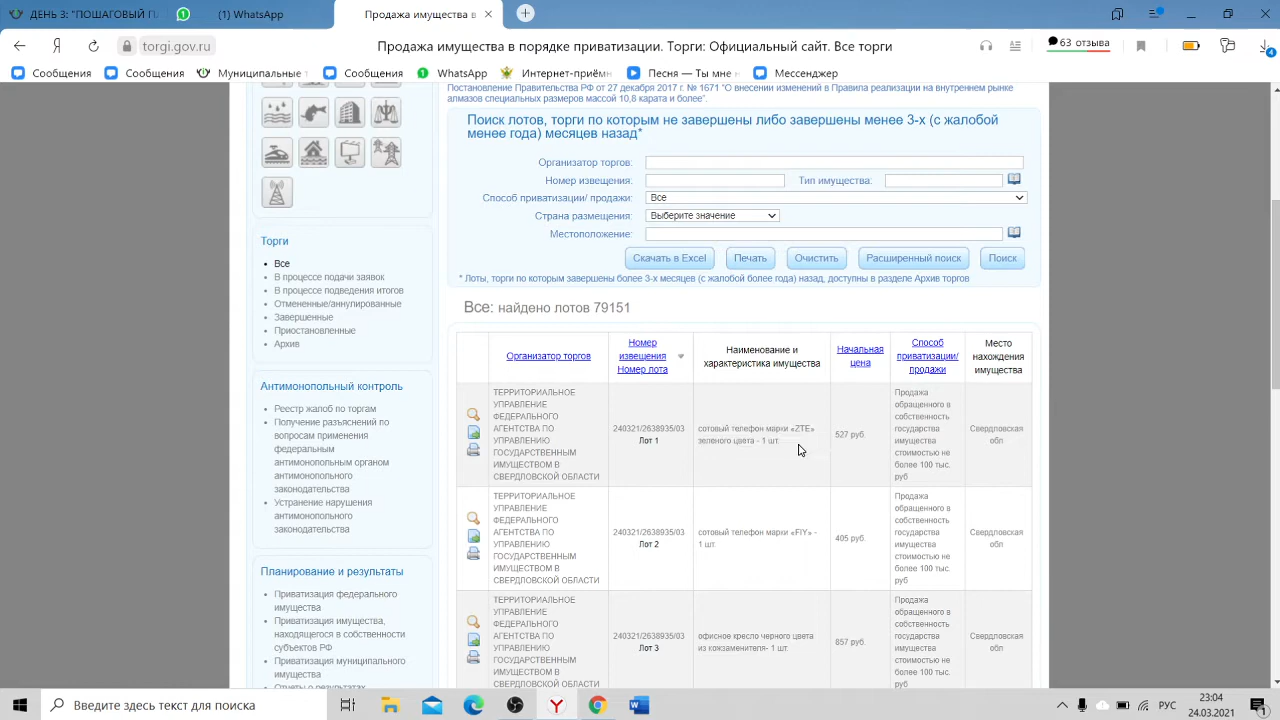 ДЕНЬ 3: "ПОШАГОВЫ
(1) WhatsApp
Продажа имущества в
torgi.gov.ru
Продажа имущества в порядке приватизации. Торги: Официальный сайт. Все торги
63 отзыва
4
Сообщения
Сообщения
Муниципальные
Сообщения
1 WhatsApp
Интернет-приём
Песня — Ты мне
Мессенджер
Постановление Правительства РФ от 27 декабря 2017 г. № 1671 "О внесении изменений в Правила реализации на внутреннем рынке
алмазов специальных размеров массой 10,8 карата и более".
Поиск лотов, торги по которым не завершены либо завершены менее 3-х (с жалобой
менее года) месяцев назад*
Организатор торгов:
Номер извещения:
Тип имущества:
Способ приватизации/ продажи:
Все
Страна размещения:
Выберите значение
Местоположение:
Скачать в Excel
Печать
Очистить
Расширенный поиск
Поиск
* Лоты, торги по которым завершены более 3-х месяцев (с жалобой более года) назад, доступны в разделе Архив торгов
Торги
Все
В процессе подачи заявок
В процессе подведения итогов
Отмененные/аннулированные
Завершенные
Приостановленные
Архив
Антимонопольный контроль
Реестр жалоб по торгам
Получение разъяснений по
вопросам применения
федеральным
антимонопольным органом
антимонопольного
законодательства
Устранение нарушения
антимонопольного
законодательства
Планирование и результаты
Приватизация федерального
имущества
Приватизация имущества,
находящегося в собственности
субъектов РФ
Приватизация муниципального
имущества
Отчеты о результатах
Все: найдено лотов 79151
Организатор торгов
Номер
извещения
Номер лота
Наименование и
характеристика имущества
Начальная
цена
Способ
приватизации/
продажи
Место
нахождения
имущества
ТЕРРИТОРИАЛЬНОЕ
УПРАВЛЕНИЕ
ФЕДЕРАЛЬНОГО
АГЕНТСТВА ПО
УПРАВЛЕНИЮ
ГОСУДАРСТВЕННЫМ
ИМУЩЕСТВОМ В
СВЕРДЛОВСКОЙ ОБЛАСТИ
240321/2638935/03
Лот 1
сотовый телефон марки «ZTE»
зеленого цвета - 1 шт.
527 руб.
Продажа
обращенного в
собственность
государства
имущества
стоимостью не
более 100 тыс.
руб
Свердловская
обл
ТЕРРИТОРИАЛЬНОЕ
УПРАВЛЕНИЕ
ФЕДЕРАЛЬНОГО
АГЕНТСТВА ПО
УПРАВЛЕНИЮ
ГОСУДАРСТВЕННЫМ
ИМУЩЕСТВОМ В
СВЕРДЛОВСКОЙ ОБЛАСТИ
240321/2638935/03
Лот 2
сотовый телефон марки «FIY» -
1 шт.
405 руб.
Продажа
обращенного в
собственность
государства
имущества
стоимостью не
более 100 тыс.
руб
Свердловская
обл
ТЕРРИТОРИАЛЬНОЕ
УПРАВЛЕНИЕ
ФЕДЕРАЛЬНОГО
АГЕНТСТВА ПО
УПРАВЛЕНИЮ
ГОСУДАРСТВЕННЫМ
ИМУЩЕСТВОМ В
СВЕРДЛОВСКОЙ ОБЛАСТИ
240321/2638935/03
Лот 3
офисное кресло черного цвета
из кожзаменителя- 1 шт.
857 руб.
Продажа
обращенного в
собственность
государства
имущества
стоимостью не
более 100 тыс.
руб
Свердловская
обл
Введите здесь текст для поиска
23:04
24.03.2021
1